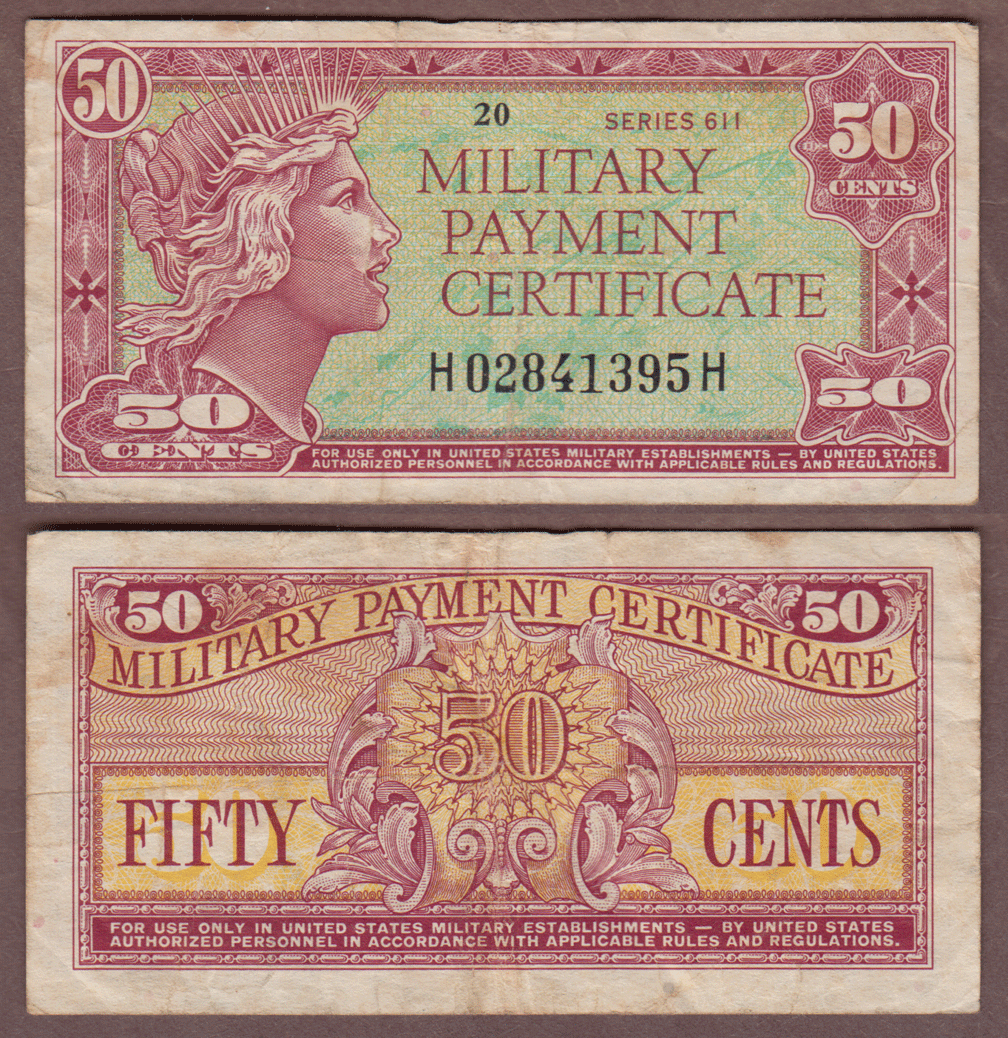 50
20 SERIES 611
50
CENTS
MILITARY
PAYMENT
CERTIFICATE
H02841395H
50
CENTS
50
FOR USE ONLY IN UNITED STATES MILITARY ESTABLISHMENTS — BY UNITED STATES
AUTHORIZED PERSONNEL IN ACCORDANCE WITH APPLICABLE RULES AND REGULATIONS.
50 50
MILITARY PAYMENT CERTIFICATE
50
FIFTY CENTS
FOR USE ONLY IN UNITED STATES MILITARY ESTABLISHMENTS — BY UNITED STATES
AUTHORIZED PERSONNEL IN ACCORDANCE WITH APPLICABLE RULES AND REGULATIONS.